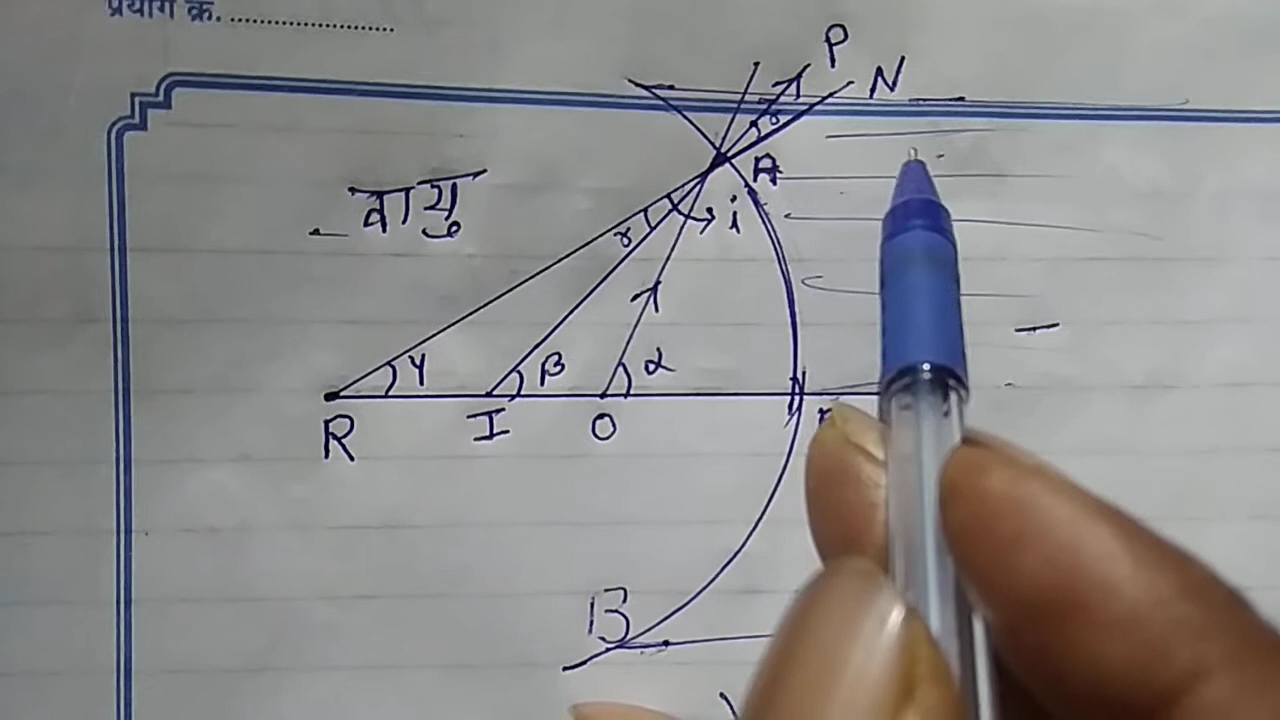 प्रयोग क्र. ........................
P
N
A
वायु
i
r
r
γ
β
α
R
I
O
B